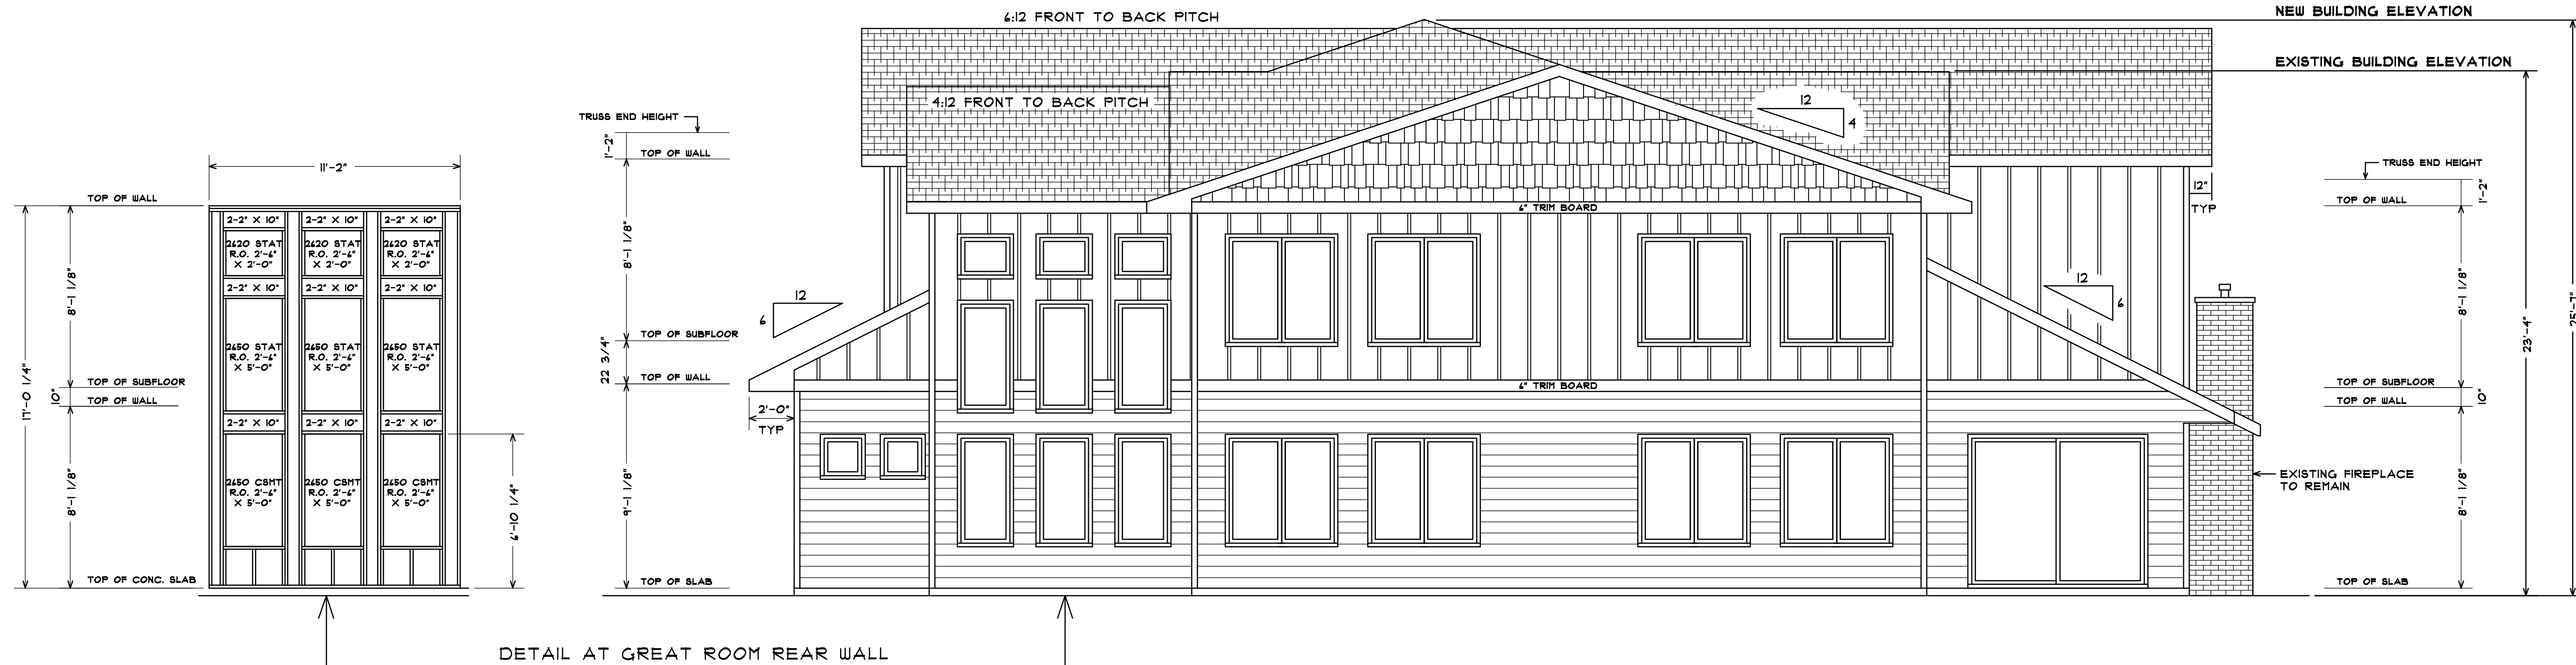 6:12 FRONT TO BACK PITCH
NEW BUILDING ELEVATION
EXISTING BUILDING ELEVATION
4:12 FRONT TO BACK PITCH
12
4
TRUSS END HEIGHT
1'-2"
TOP OF WALL
8'-1 1/8"
TOP OF SUBFLOOR
22 3/4"
TOP OF WALL
9'-1 1/8"
TOP OF SLAB
12
6
2'-0"
TYP
6" TRIM BOARD
6" TRIM BOARD
12"
TYP
12
6
TRUSS END HEIGHT
TOP OF WALL
1'-2"
8'-1 1/8"
TOP OF SUBFLOOR
TOP OF WALL
10"
8'-1 1/8"
TOP OF SLAB
23'-4"
25'-7"
EXISTING FIREPLACE
TO REMAIN
11'-2"
TOP OF WALL
2-2" X 10" 2-2" X 10" 2-2" X 10"
2620 STAT 2620 STAT 2620 STAT
R.O. 2'-6" R.O. 2'-6" R.O. 2'-6"
X 2'-0" X 2'-0" X 2'-0"
2-2" X 10" 2-2" X 10" 2-2" X 10"
8'-1 1/8"
2650 STAT 2650 STAT 2650 STAT
R.O. 2'-6" R.O. 2'-6" R.O. 2'-6"
X 5'-0" X 5'-0" X 5'-0"
17'-0 1/4"
TOP OF SUBFLOOR
10"
TOP OF WALL
2-2" X 10" 2-2" X 10" 2-2" X 10"
8'-1 1/8"
2650 CSMT 2650 CSMT 2650 CSMT
R.O. 2'-6" R.O. 2'-6" R.O. 2'-6"
X 5'-0" X 5'-0" X 5'-0"
6'-10 1/4"
TOP OF CONC. SLAB
DETAIL AT GREAT ROOM REAR WALL